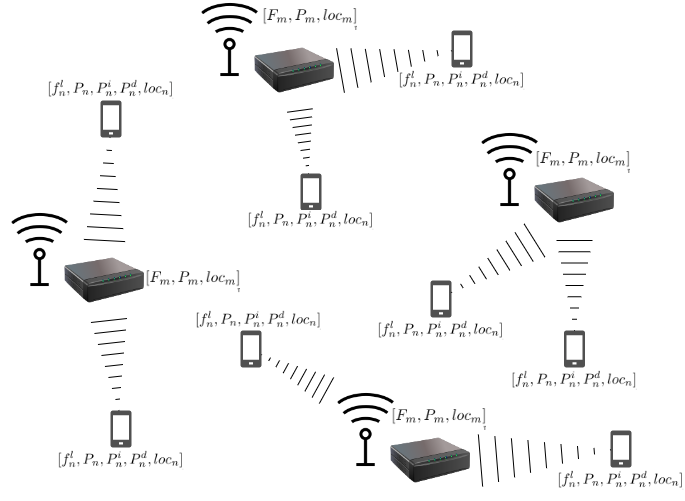 [F_m, P_m, loc_m]
[f_n^l, P_n, P_n^i, P_n^d, loc_n]
[f_n^l, P_n, P_n^i, P_n^d, loc_n]
[F_m, P_m, loc_m]
[f_n^l, P_n, P_n^i, P_n^d, loc_n]
[F_m, P_m, loc_m]
[f_n^l, P_n, P_n^i, P_n^d, loc_n]
[f_n^l, P_n, P_n^i, P_n^d, loc_n]
[f_n^l, P_n, P_n^i, P_n^d, loc_n]
[F_m, P_m, loc_m]
[f_n^l, P_n, P_n^i, P_n^d, loc_n]
[f_n^l, P_n, P_n^i, P_n^d, loc_n]